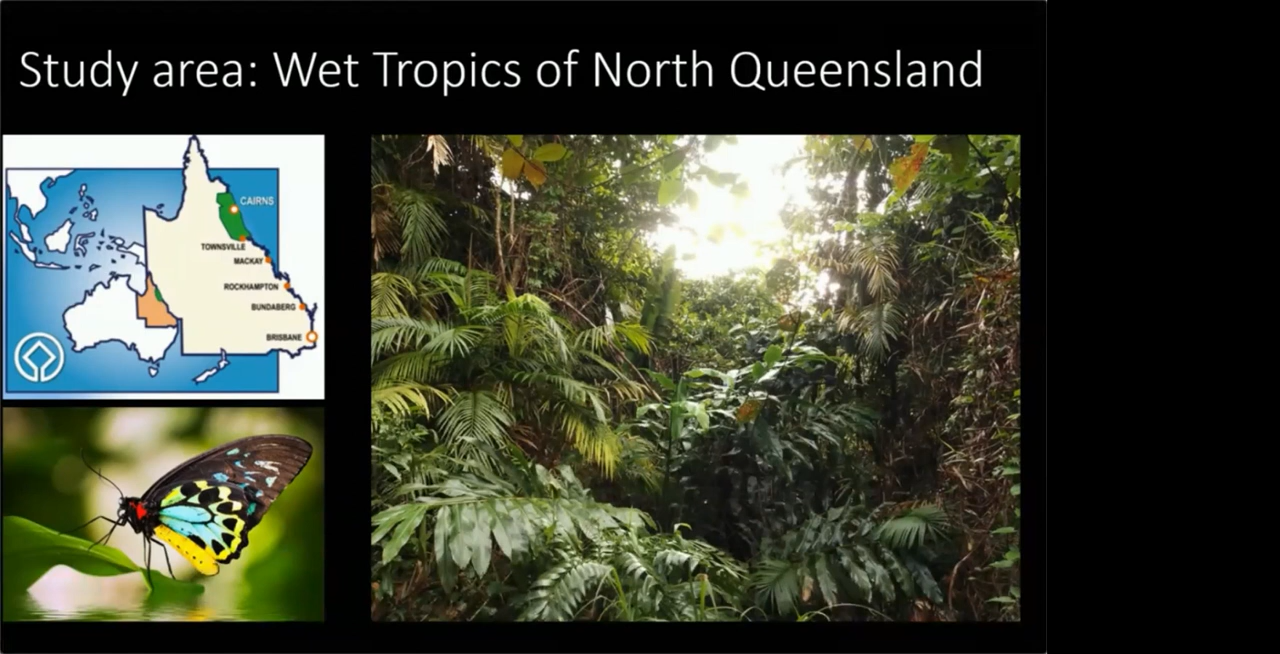 Study area: Wet Tropics of North Queensland
CAIRNS
TOWNSVILLE
MACKAY
ROCKHAMPTON
BUNDABERG
BRISBANE